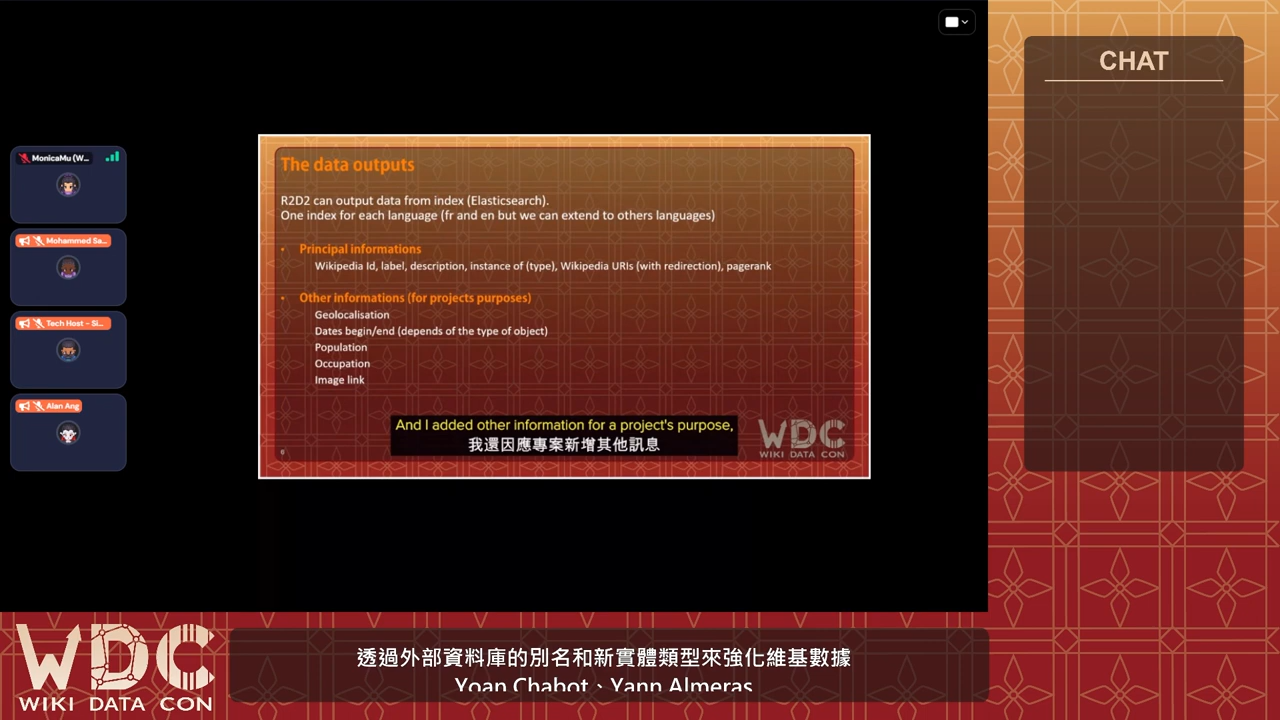 CHAT
MonicaMu (W...
Mohammed Sa...
Tech Host – Si...
Alan Ang
The data outputs
R2D2 can output data from index (Elasticsearch).
One index for each language (fr and en but we can extend to others languages)
• Principal informations
Wikipedia Id, label, description, instance of (type), Wikipedia URIs (with redirection), pagerank
• Other informations (for projects purposes)
Geolocalisation
Dates begin/end (depends of the type of object)
Population
Occupation
Image link
And I added other information for a project's purpose,
我還因應專案新增其他訊息
WDC
WIKI DATA CON
WDC
WIKI DATA CON
透過外部資料庫的別名和新實體類型來強化維基數據
Yoan Chabot、Yann Almeras